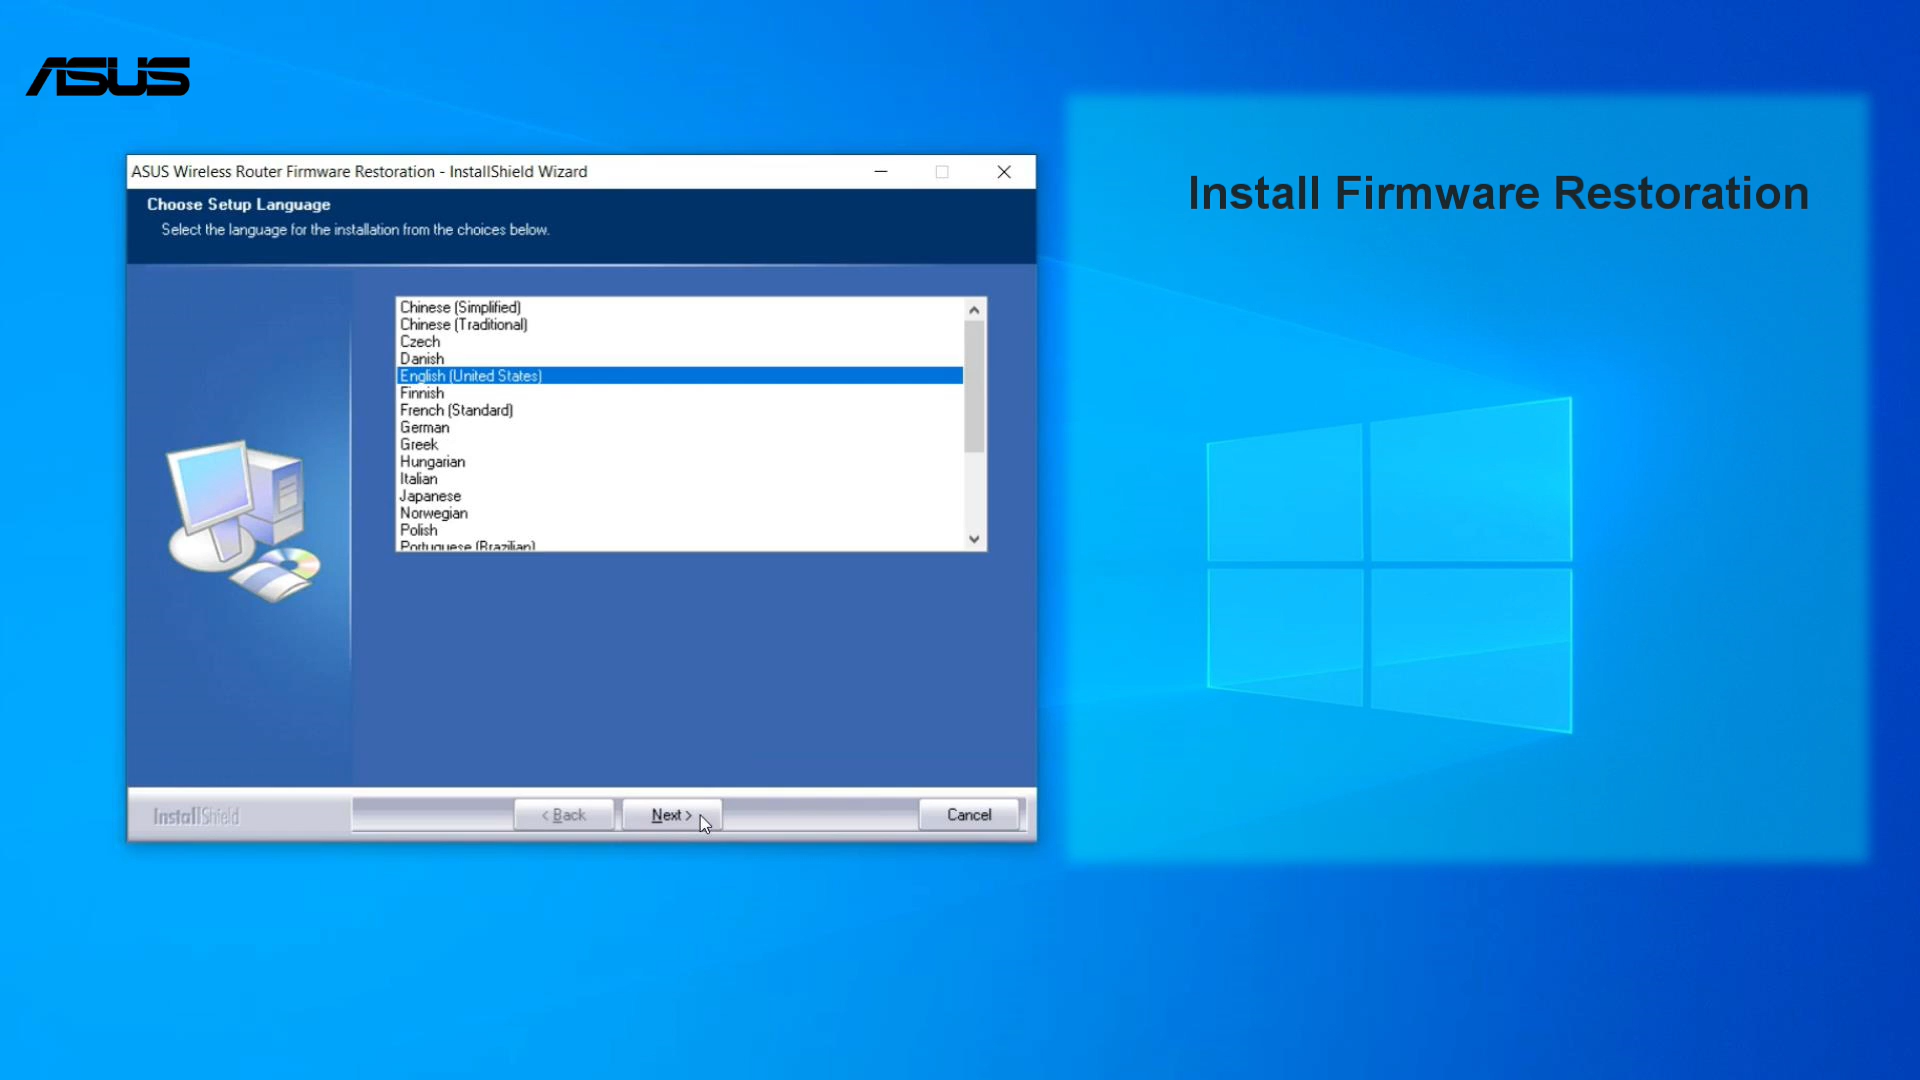 ASUS
ASUS Wireless Router Firmware Restoration - InstallShield Wizard
Choose Setup Language
Select the language for the installation from the choices below.
Chinese (Simplified)
Chinese (Traditional)
Czech
Danish
English (United States)
Finnish
French (Standard)
German
Greek
Hungarian
Italian
Japanese
Norwegian
Polish
Portuguese (Brazilian)
InstallShield
< Back
Next >
Cancel
Install Firmware Restoration